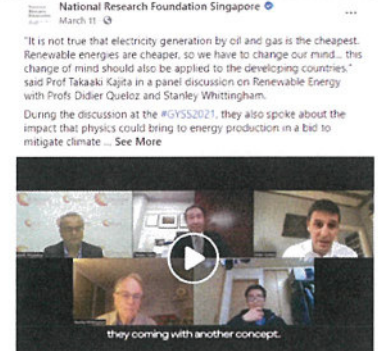 National Research Foundation Singapore
March 11
"It is not true that electricity generation by oil and gas is the cheapest.
Renewable energies are cheaper, so we have to change our mind... this
change of mind should also be applied to the developing countries."
said Prof Takaaki Kajita in a panel discussion on Renewable Energy
with Profs Didier Queloz and Stanley Whittingham.
During the discussion at the #GYSS2021, they also spoke about the
impact that physics could bring to energy production in a bid to
mitigate climate ... See More
they coming with another concept.